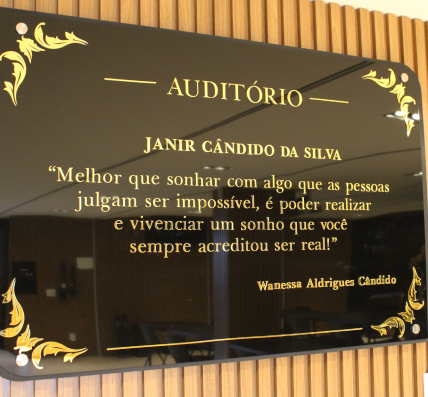 AUDITÓRIO
JANIR CÂNDIDO DA SILVA
“Melhor que sonhar com algo que as pessoas
julgam ser impossível, é poder realizar
e vivenciar um sonho que você
sempre acreditou ser real!”
Wanessa Aldrigues Cândido